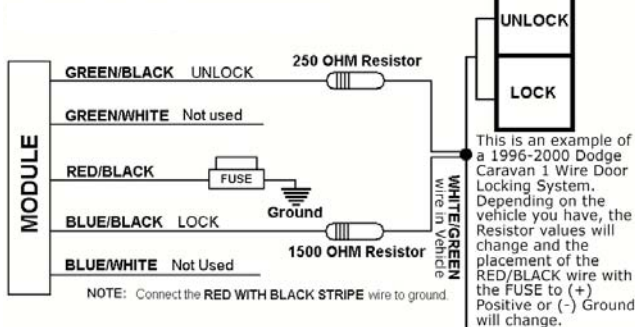 UNLOCK
LOCK
250 OHM Resistor
GREEN/BLACK UNLOCK
GREEN/WHITE Not used
RED/BLACK
FUSE
Ground
BLUE/BLACK LOCK
1500 OHM Resistor
BLUE/WHITE Not Used
NOTE: Connect the RED WITH BLACK STRIPE wire to ground.
MODULE
WHITE/GREEN
wire in Vehicle
This is an example of
a 1996-2000 Dodge
Caravan 1 Wire Door
Locking System.
Depending on the
vehicle you have, the
Resistor values will
change and the
placement of the
RED/BLACK wire with
the FUSE to (+)
Positive or (-) Ground
will change.